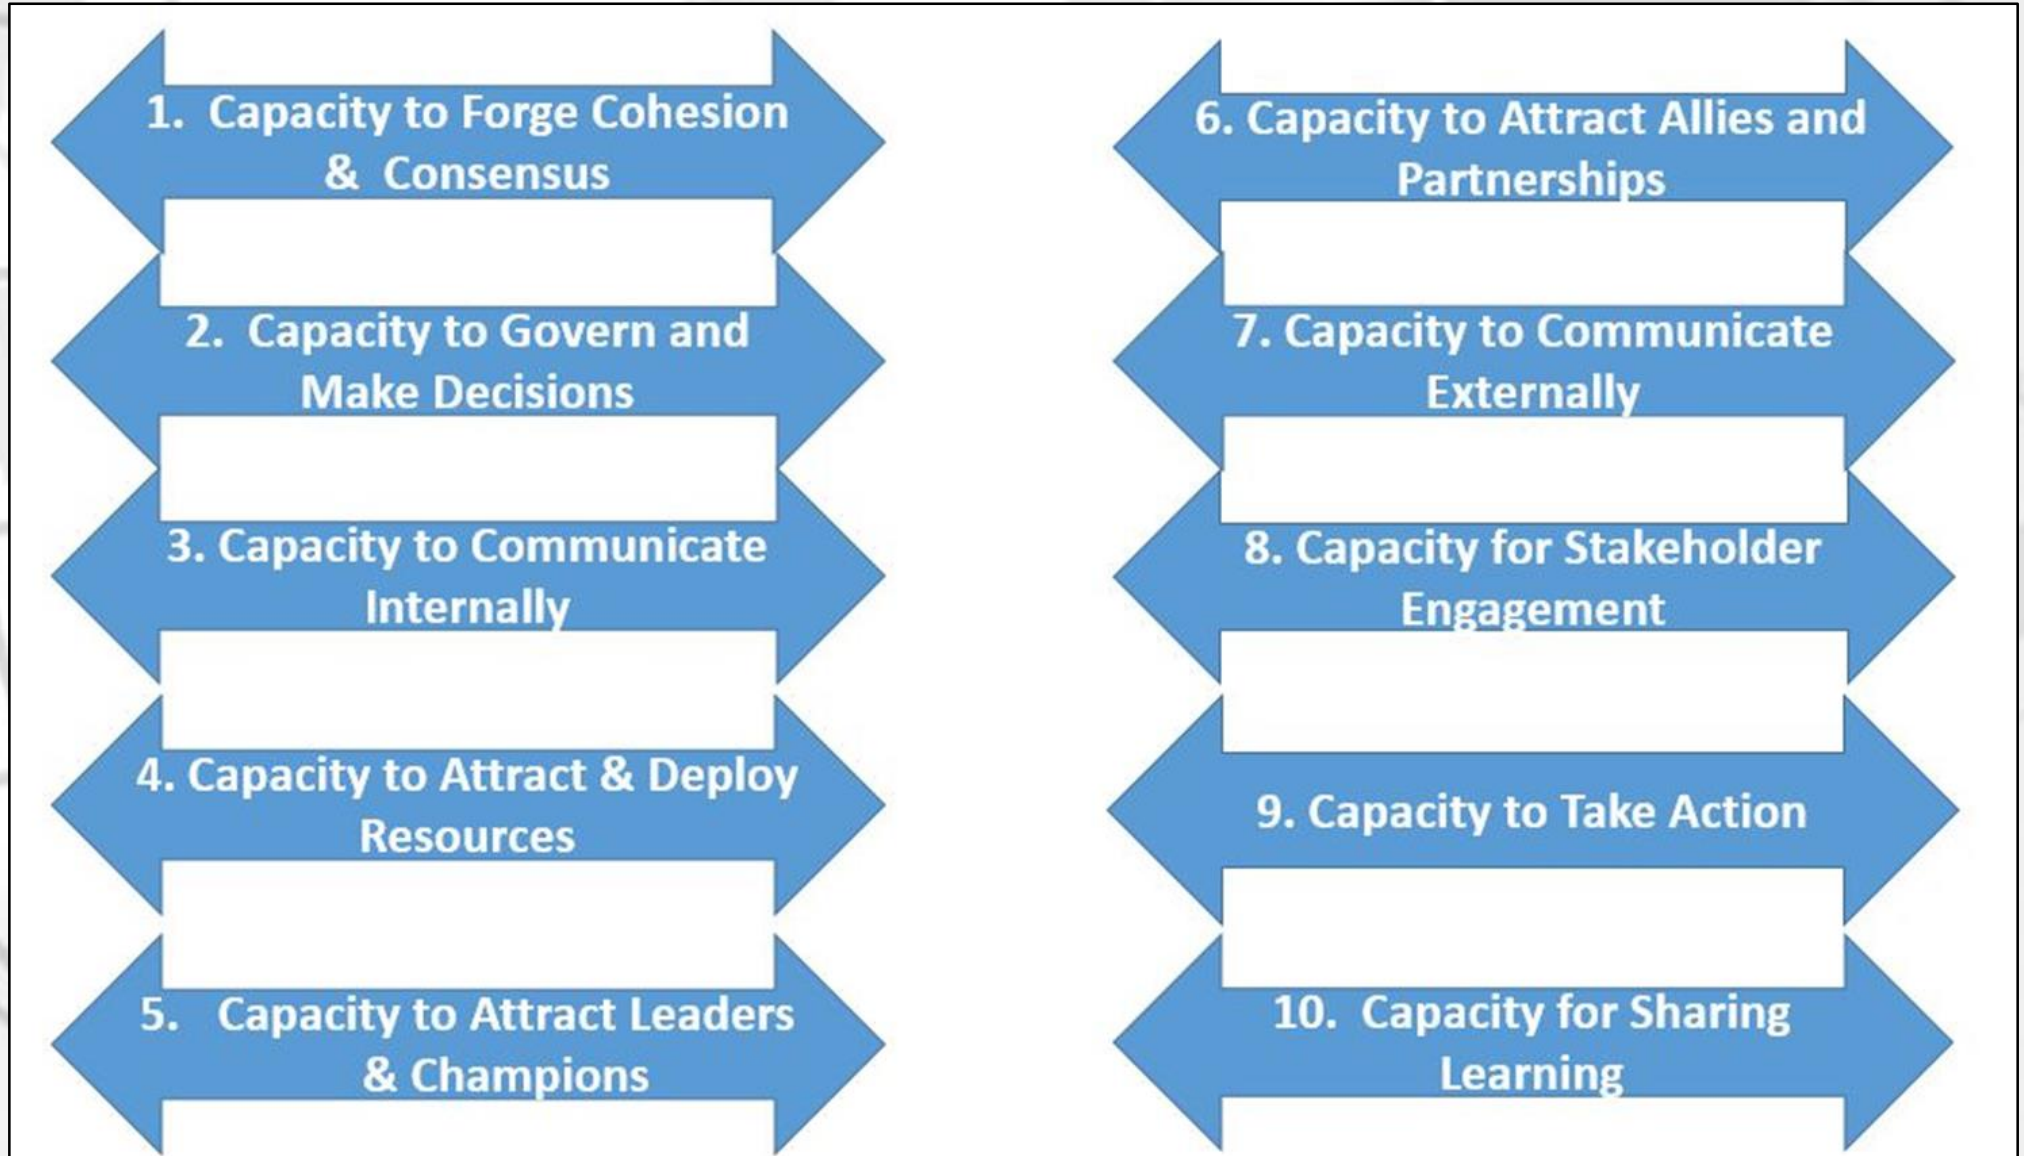 1.  Capacity to Forge Cohesion
&  Consensus
2.  Capacity to Govern and
Make Decisions
3. Capacity to Communicate
Internally
4. Capacity to Attract & Deploy
Resources
5.   Capacity to Attract Leaders
& Champions
6. Capacity to Attract Allies and
Partnerships
7. Capacity to Communicate
Externally
8. Capacity for Stakeholder
Engagement
9. Capacity to Take Action
10.  Capacity for Sharing
Learning